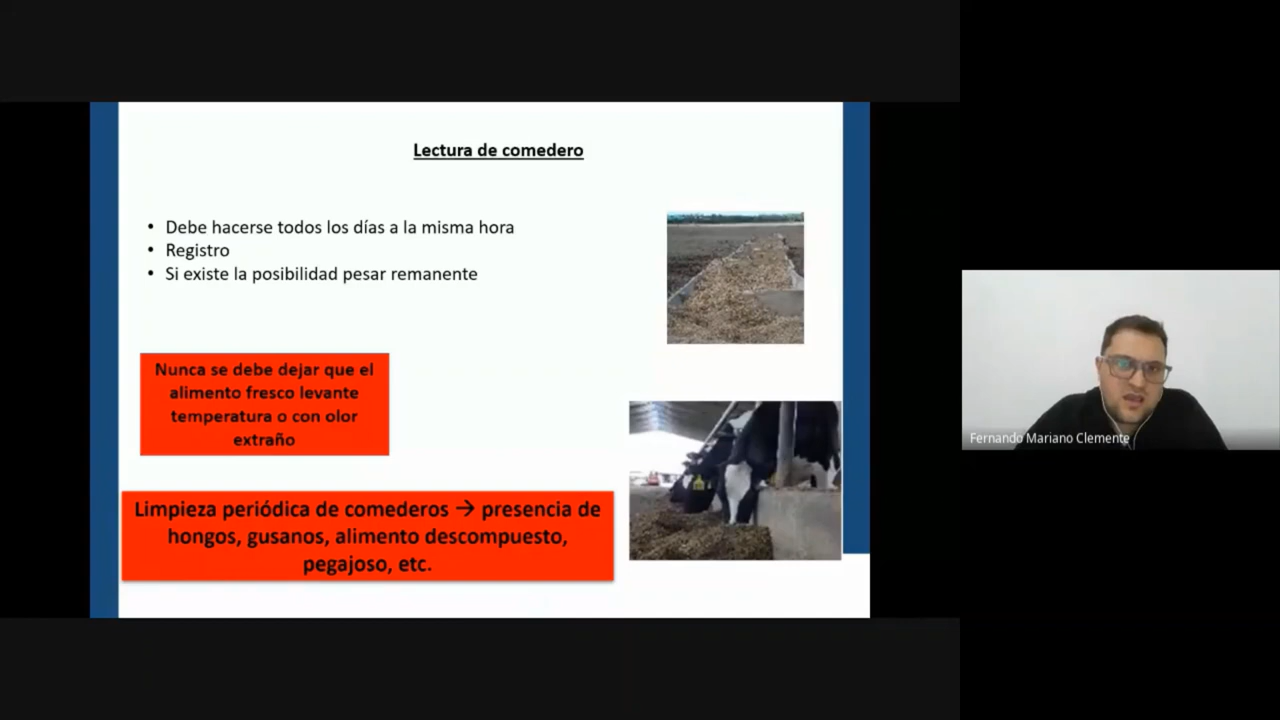 Lectura de comedero
• Debe hacerse todos los días a la misma hora
• Registro
• Si existe la posibilidad pesar remanente
Nunca se debe dejar que el
alimento fresco levante
temperatura o con olor
extraño
Limpieza periódica de comederos → presencia de
hongos, gusanos, alimento descompuesto,
pegajoso, etc.
Fernando Mariano Clemente